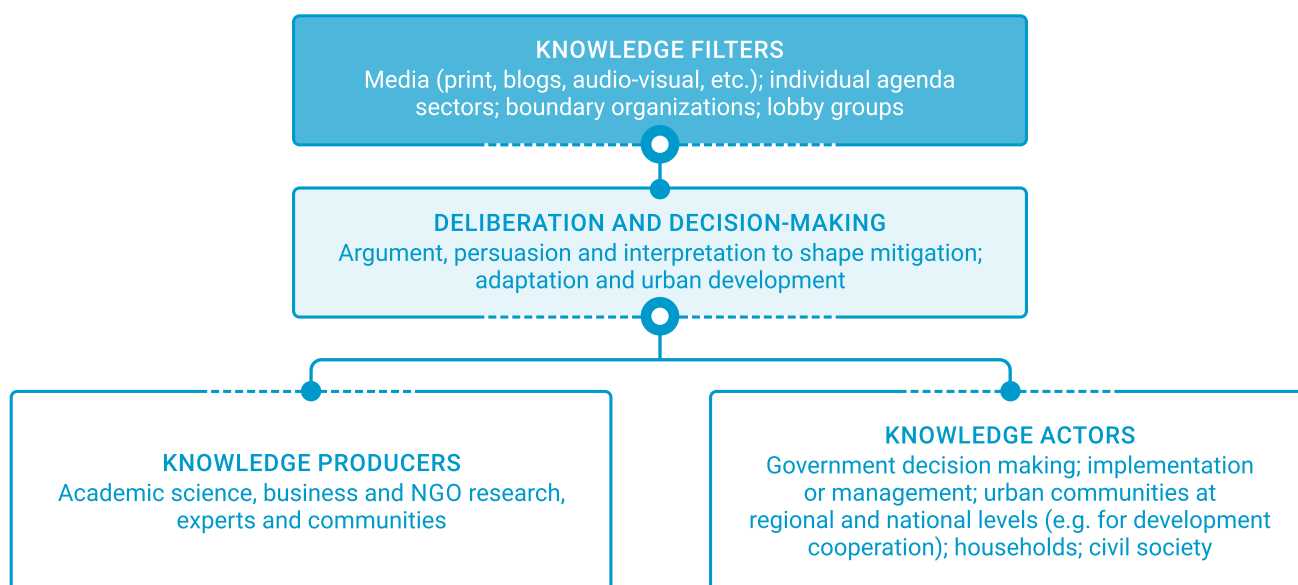 KNOWLEDGE FILTERS
Media (print, blogs, audio-visual, etc.); individual agenda
sectors; boundary organizations; lobby groups
DELIBERATION AND DECISION-MAKING
Argument, persuasion and interpretation to shape mitigation;
adaptation and urban development
KNOWLEDGE PRODUCERS
Academic science, business and NGO research,
experts and communities
KNOWLEDGE ACTORS
Government decision making; implementation
or management; urban communities at
regional and national levels (e.g. for development
cooperation); households; civil society